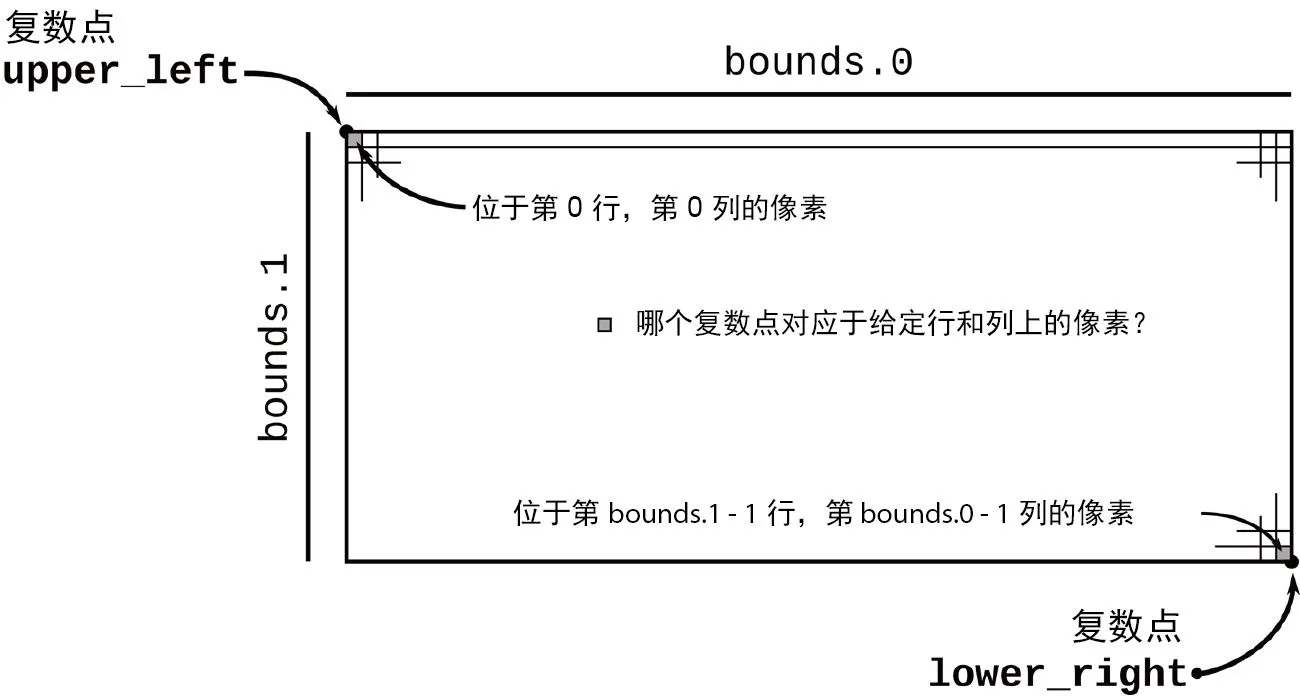 复数点
upper_left
bounds.0
位于第 0 行，第 0 列的像素
bounds.1
哪个复数点对应于给定行和列上的像素？
位于第 bounds.1 - 1 行，第 bounds.0 - 1 列的像素
复数点
lower_right